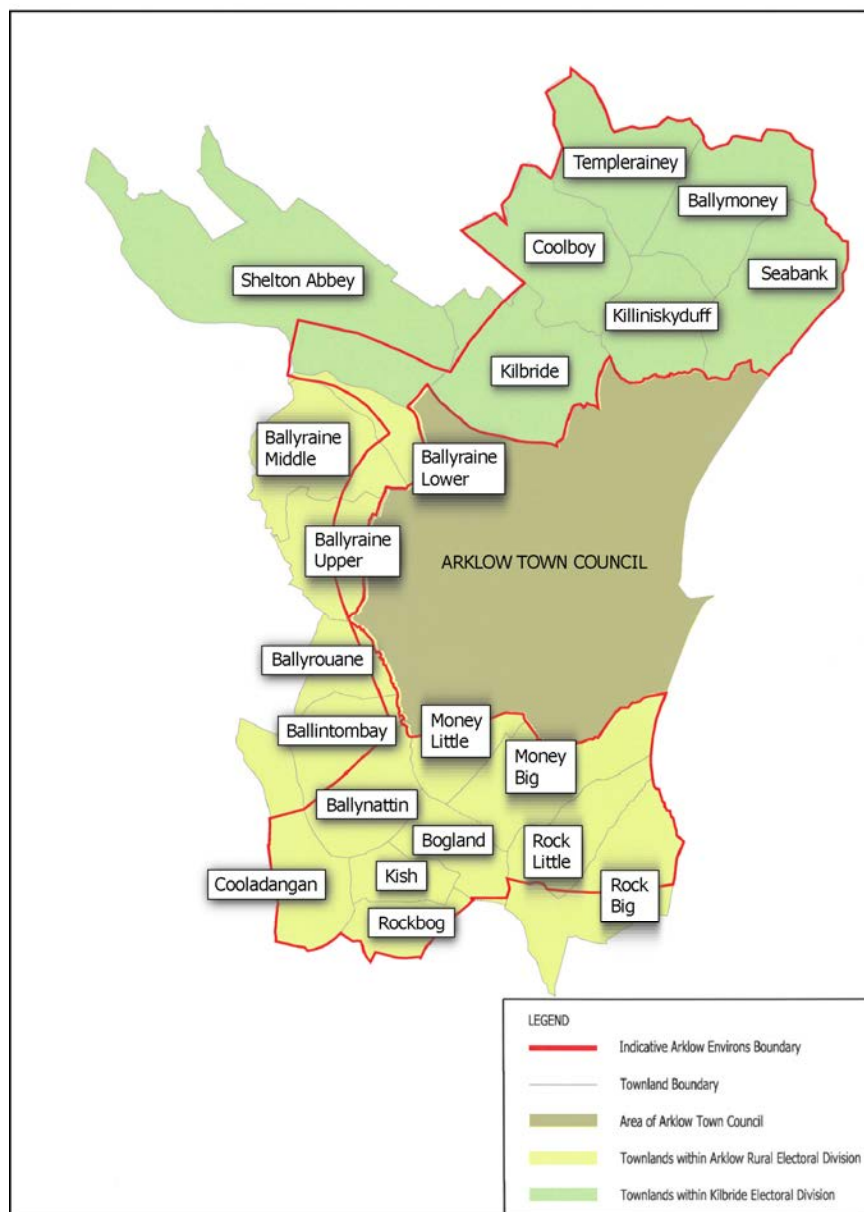 Templerainey
Ballymoney
Coolboy
Seabank
Shelton Abbey
Killiniskyduff
Kilbride
Ballyraine
Middle
Ballyraine
Lower
Ballyraine
Upper
ARKLOW TOWN COUNCIL
Ballyrouane
Money
Little
Ballintombay
Money
Big
Ballynattin
Bogland
Rock
Little
Cooladangan
Kish
Rock
Big
Rockbog
LEGEND
Indicative Arklow Environs Boundary
Townland Boundary
Area of Arklow Town Council
Townlands within Arklow Rural Electoral Division
Townlands within Kilbride Electoral Division